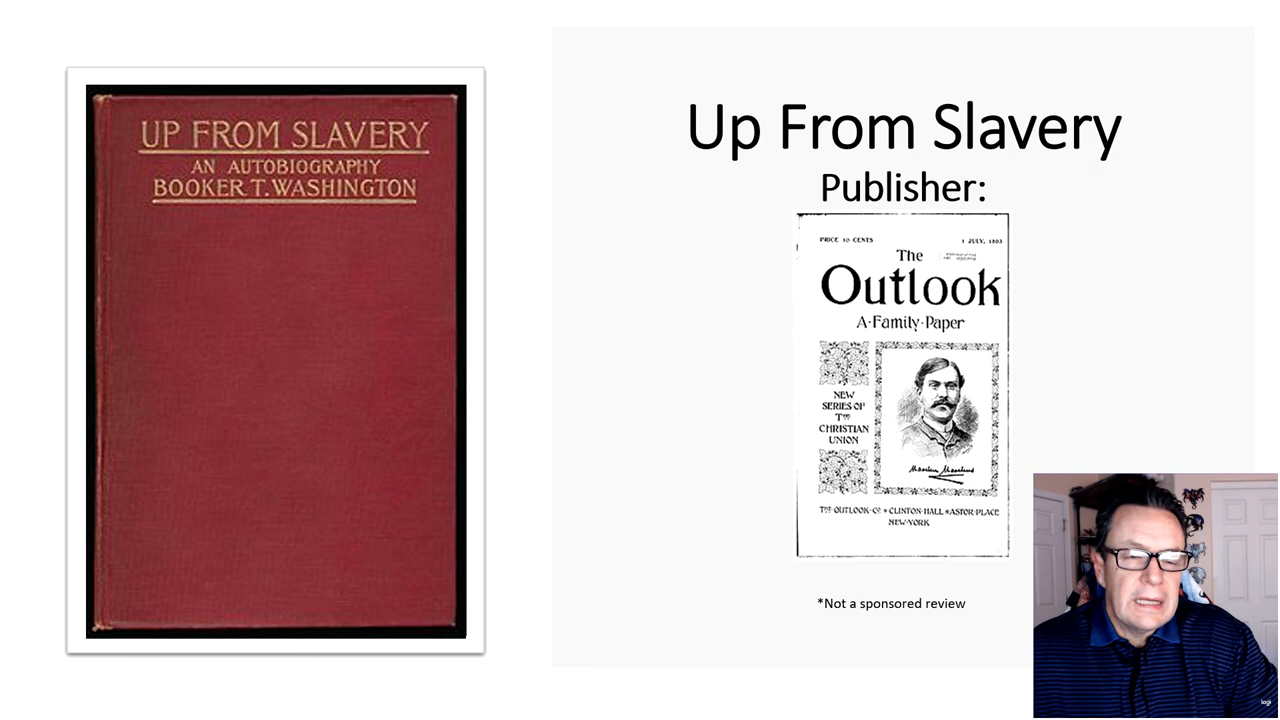 UP FROM SLAVERY
AN AUTOBIOGRAPHY
BOOKER T. WASHINGTON
Up From Slavery
Publisher:
PRICE 10 CENTS 1 JULY, 1893
The
Outlook
A·Family·Paper
NEW
SERIES OF
THE
CHRISTIAN
UNION
THE·OUTLOOK·CO·CLINTON·HALL·ASTOR·PLACE
NEW·YORK
*Not a sponsored review
logi